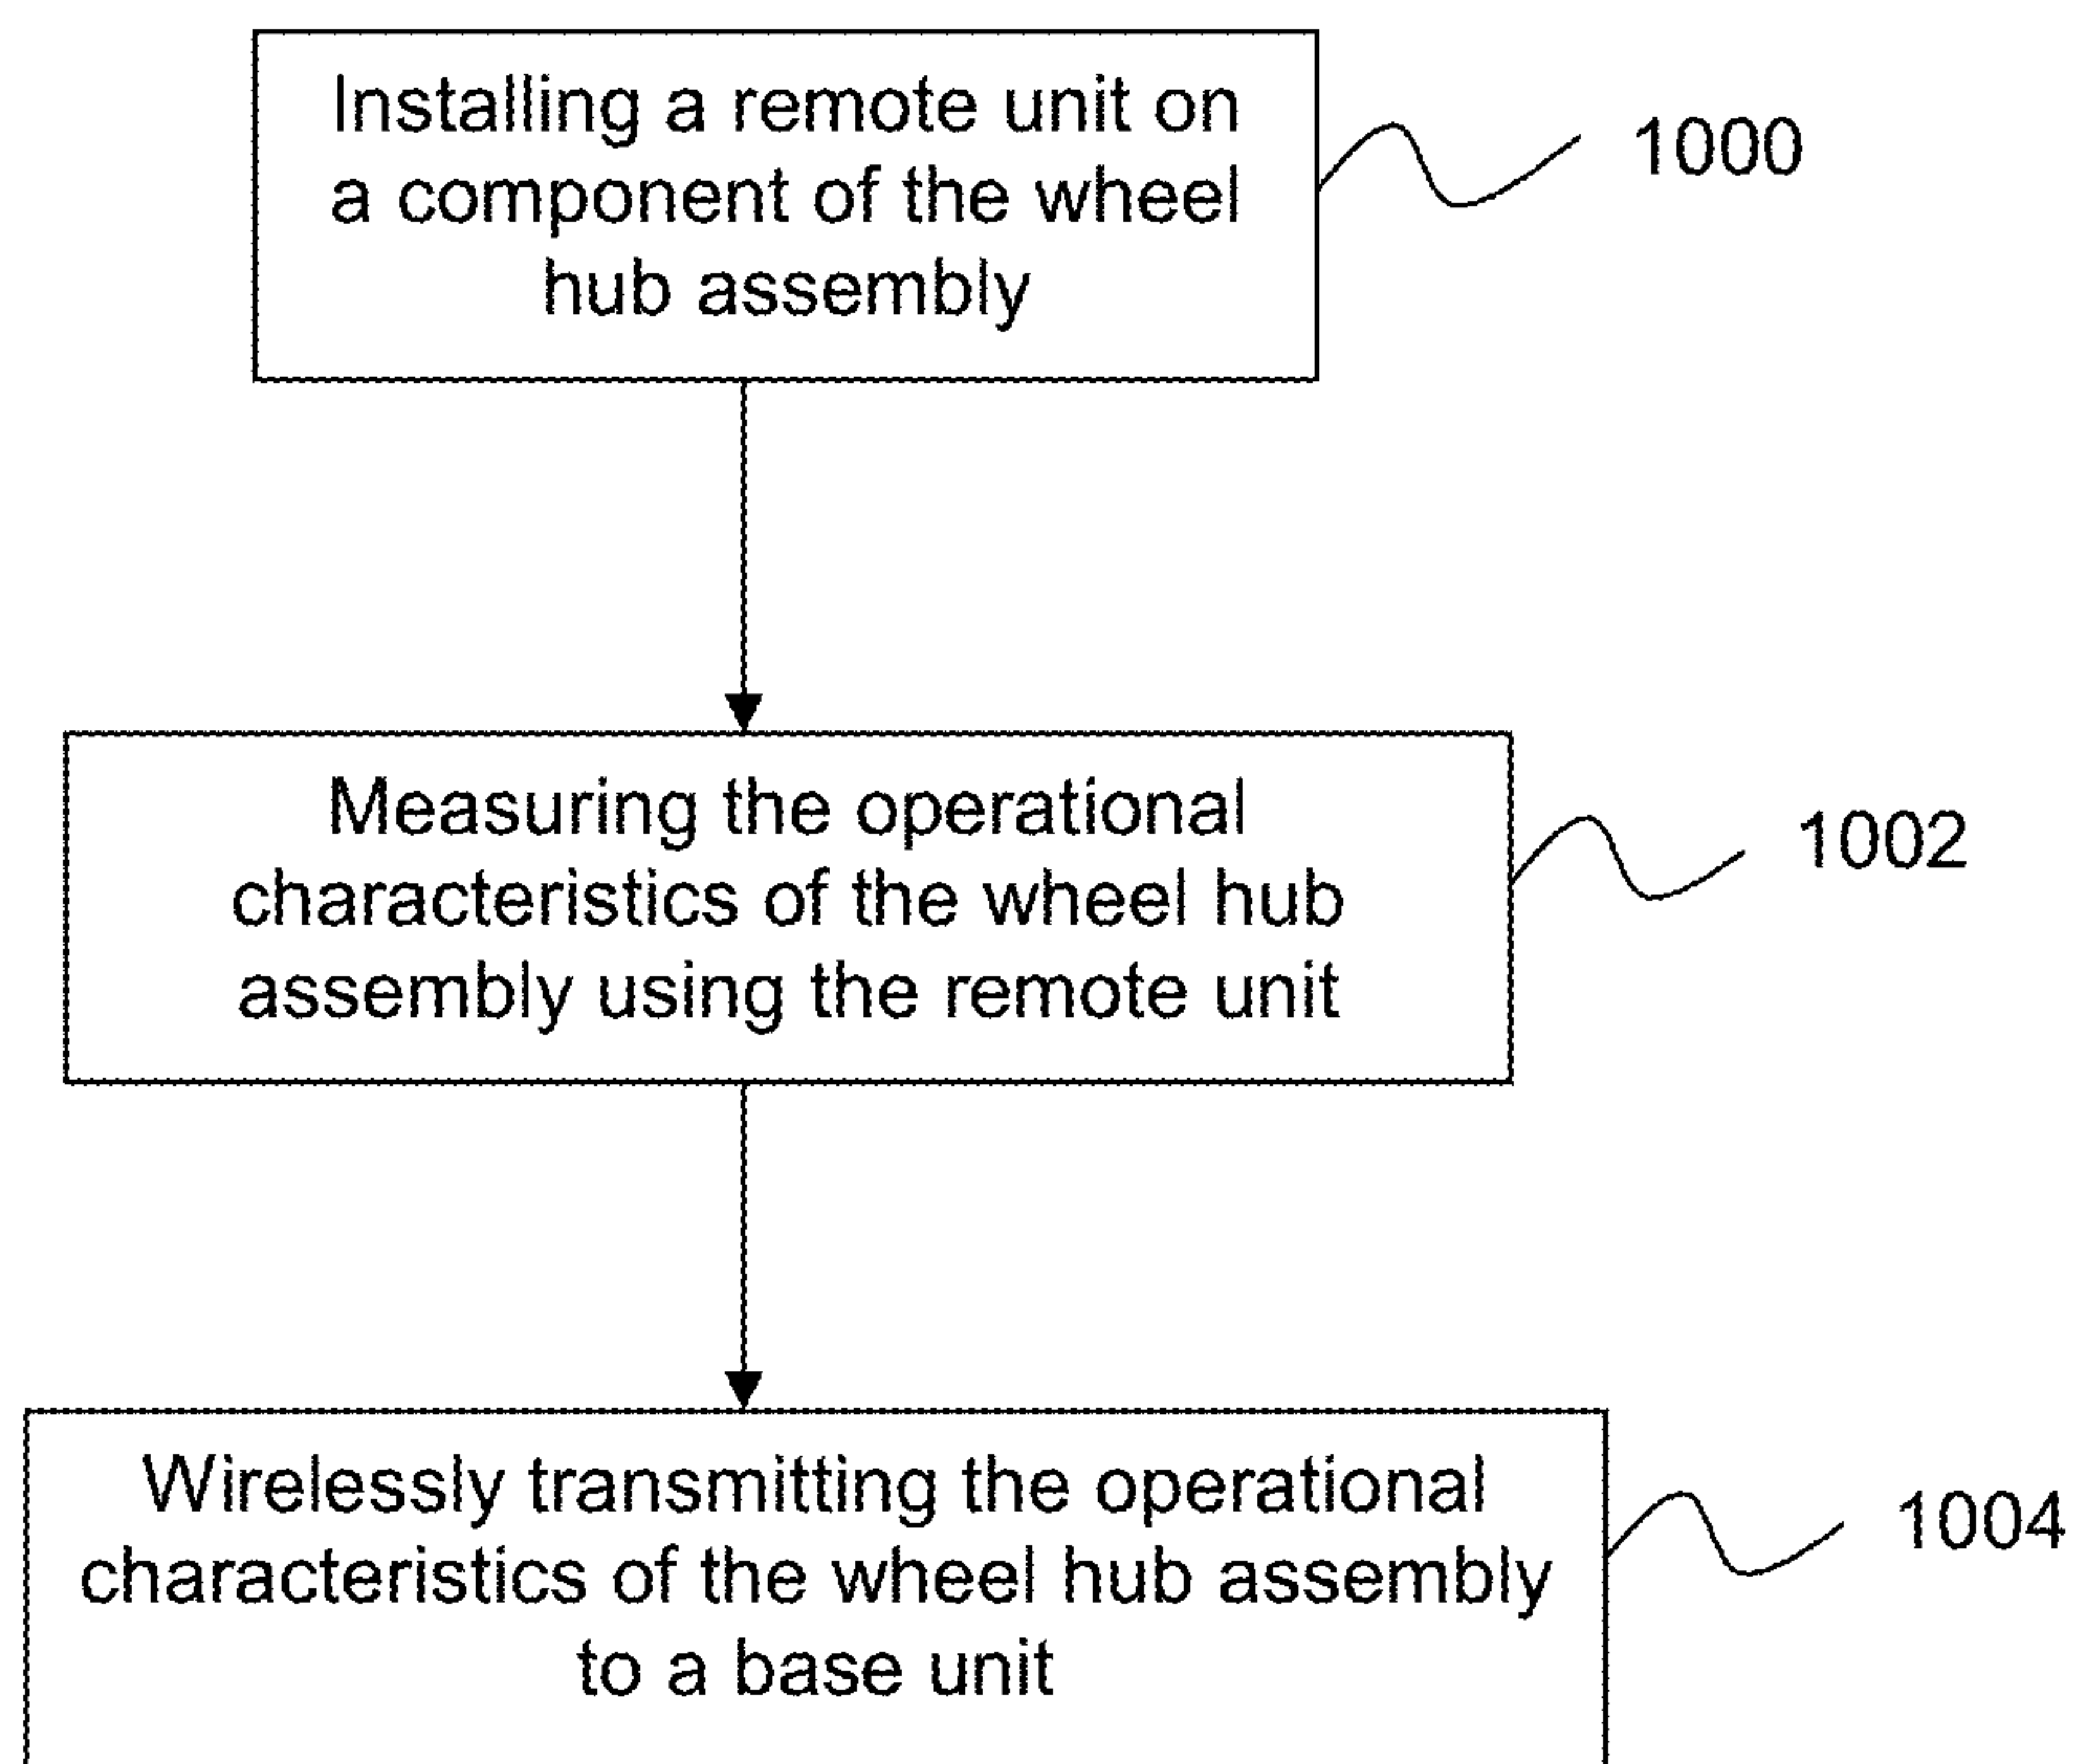 Installing a remote unit on
a component of the wheel
hub assembly
1000
Measuring the operational
characteristics of the wheel hub
assembly using the remote unit
1002
Wirelessly transmitting the operational
characteristics of the wheel hub assembly
to a base unit
1004